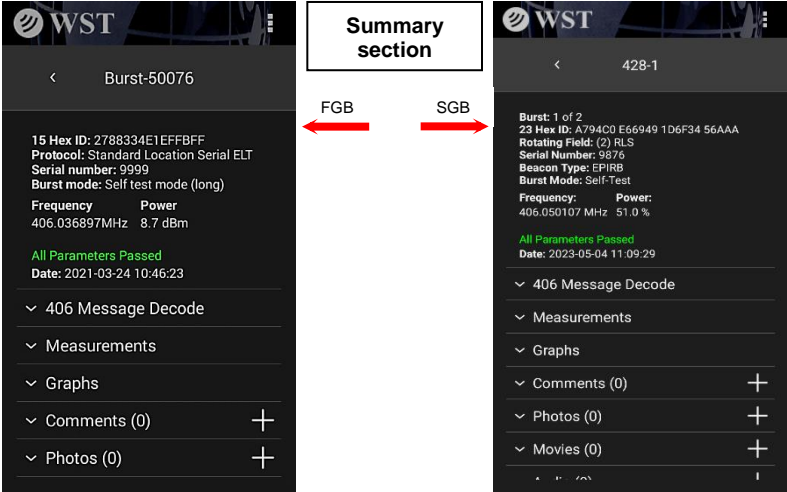 WST
Burst-50076
15 Hex ID: 2788334E1EFFBFF
Protocol: Standard Location Serial ELT
Serial number: 9999
Burst mode: Self test mode (long)
Frequency Power
406.036897MHz 8.7 dBm
All Parameters Passed
Date: 2021-03-24 10:46:23
406 Message Decode
Measurements
Graphs
Comments (0)
Photos (0)
Summary
section
FGB SGB
WST
428-1
Burst: 1 of 2
23 Hex ID: A794C0 E66949 1D6F34 56AAA
Rotating Field: (2) RLS
Serial Number: 9876
Beacon Type: EPIRB
Burst Mode: Self-Test
Frequency: Power:
406.050107 MHz 51.0 %
All Parameters Passed
Date: 2023-05-04 11:09:29
406 Message Decode
Measurements
Graphs
Comments (0)
Photos (0)
Movies (0)